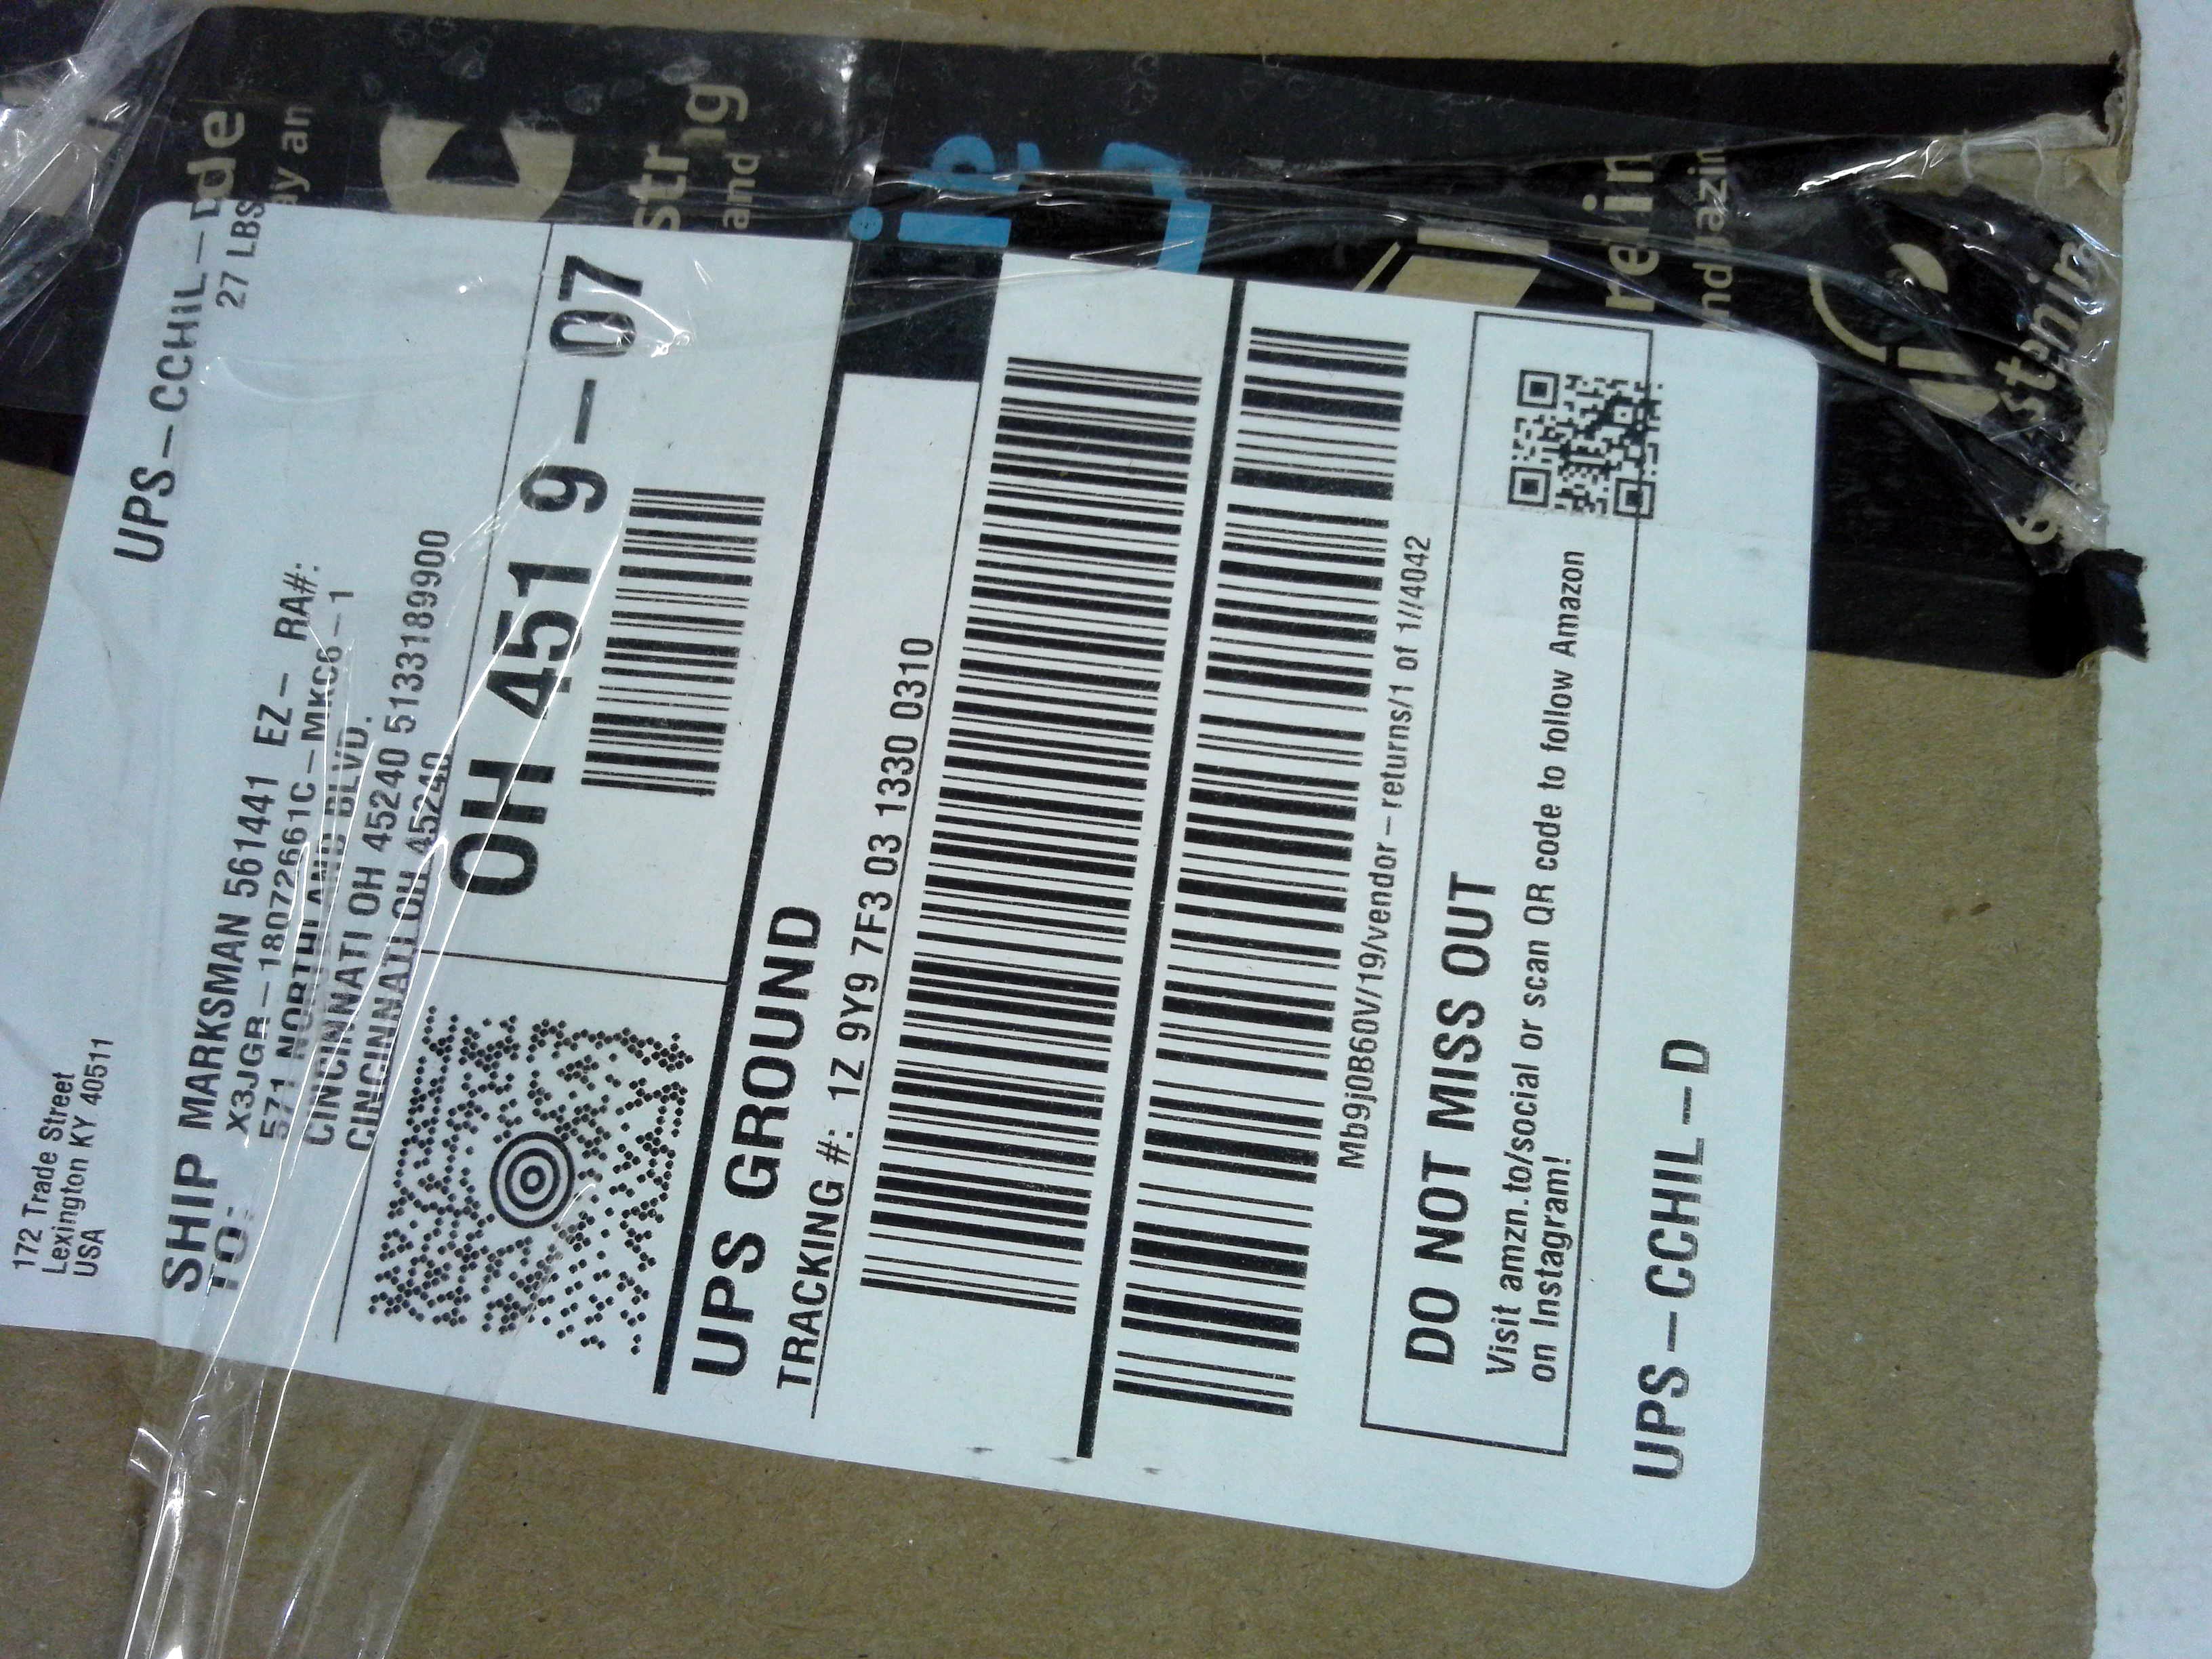 172 Trade Street
Lexington KY 40511
USA
UPS-CCHIL-D
27 LBS
SHIP
TO:
MARKSMAN 561441 EZ- RA#:
X3JGR-18072661C-MKC6-1
571 NORTHLAND BLVD.
CINCINNATI OH 45240 5133189900
CINCINNATI OH 45240
OH 451 9-07
UPS GROUND
TRACKING #: 1Z 9Y9 7F3 03 1330 0310
Mb9j0B60V/19/vendor-returns/1 of 1//4042
DO NOT MISS OUT
Visit amzn.to/social or scan QR code to follow Amazon
on Instagram!
UPS-CCHIL-D
and